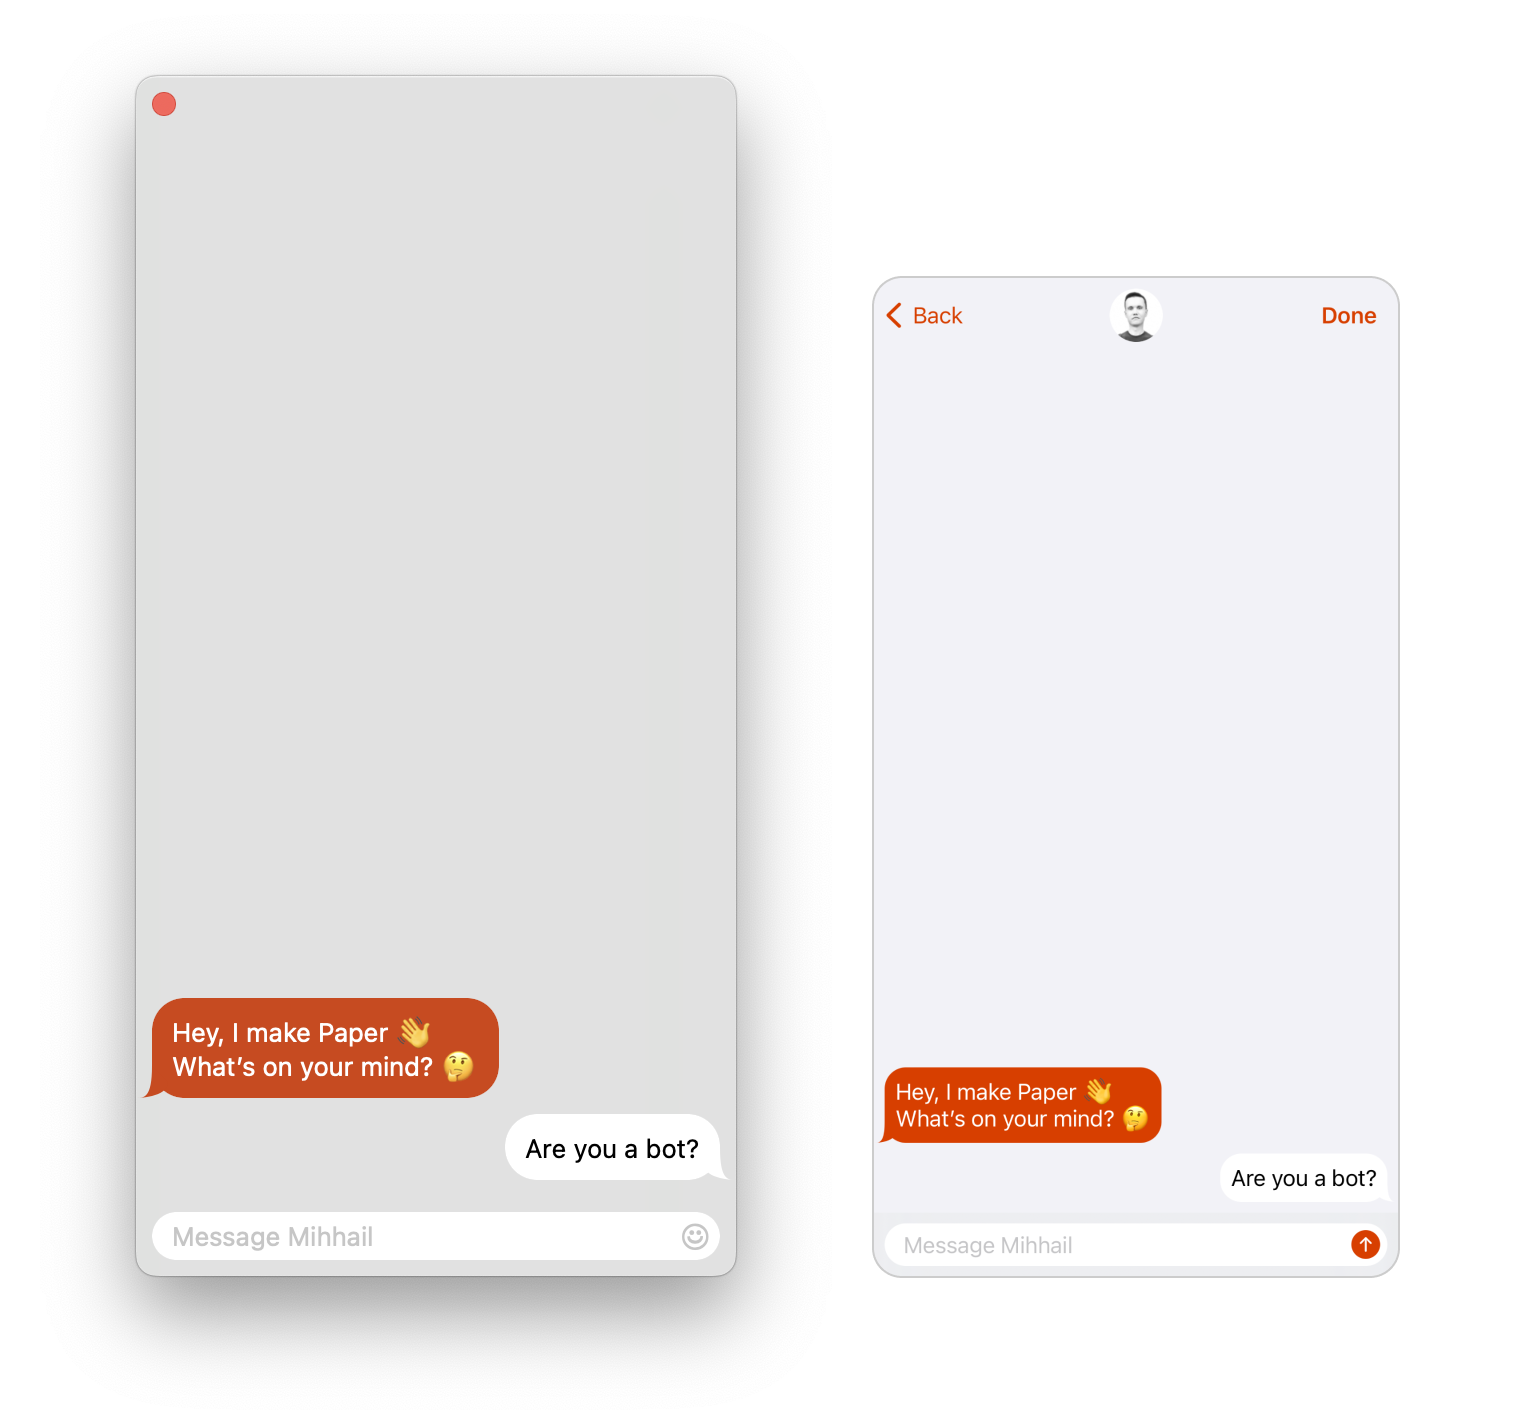 Hey, I make Paper 👋
What’s on your mind? 🤔
Are you a bot?
Message Mihhail
Back
Done
Hey, I make Paper 👋
What’s on your mind? 🤔
Are you a bot?
Message Mihhail